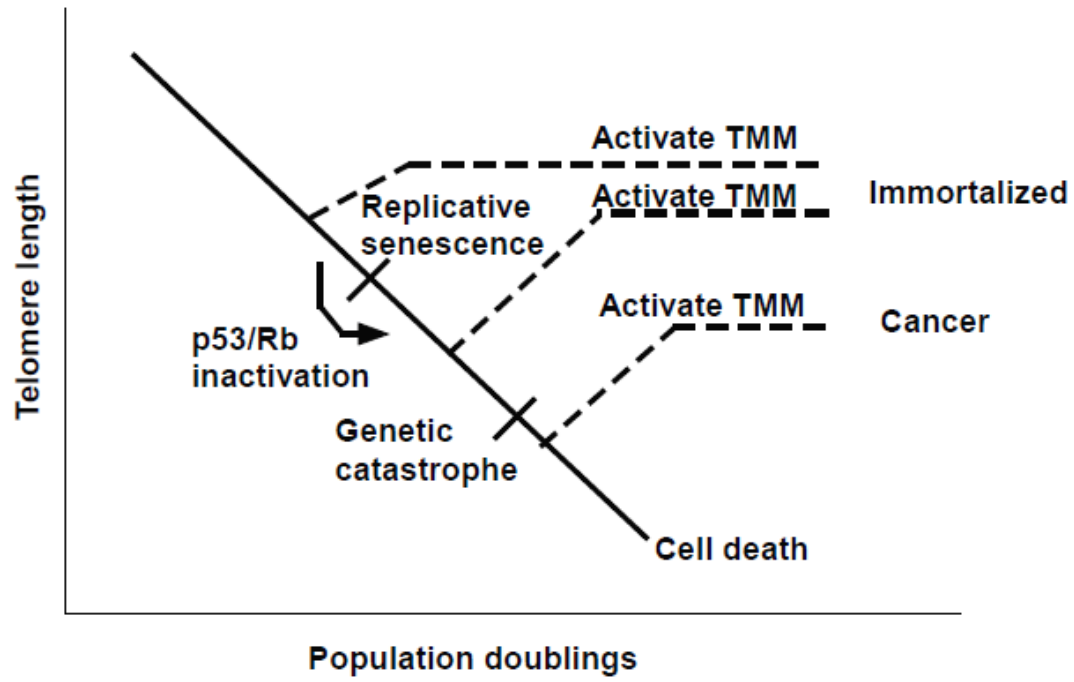 Activate TMM
Activate TMM
Immortalized
Replicative
senescence
Telomere length
Activate TMM
Cancer
p53/Rb
inactivation
Genetic
catastrophe
Cell death
Population doublings